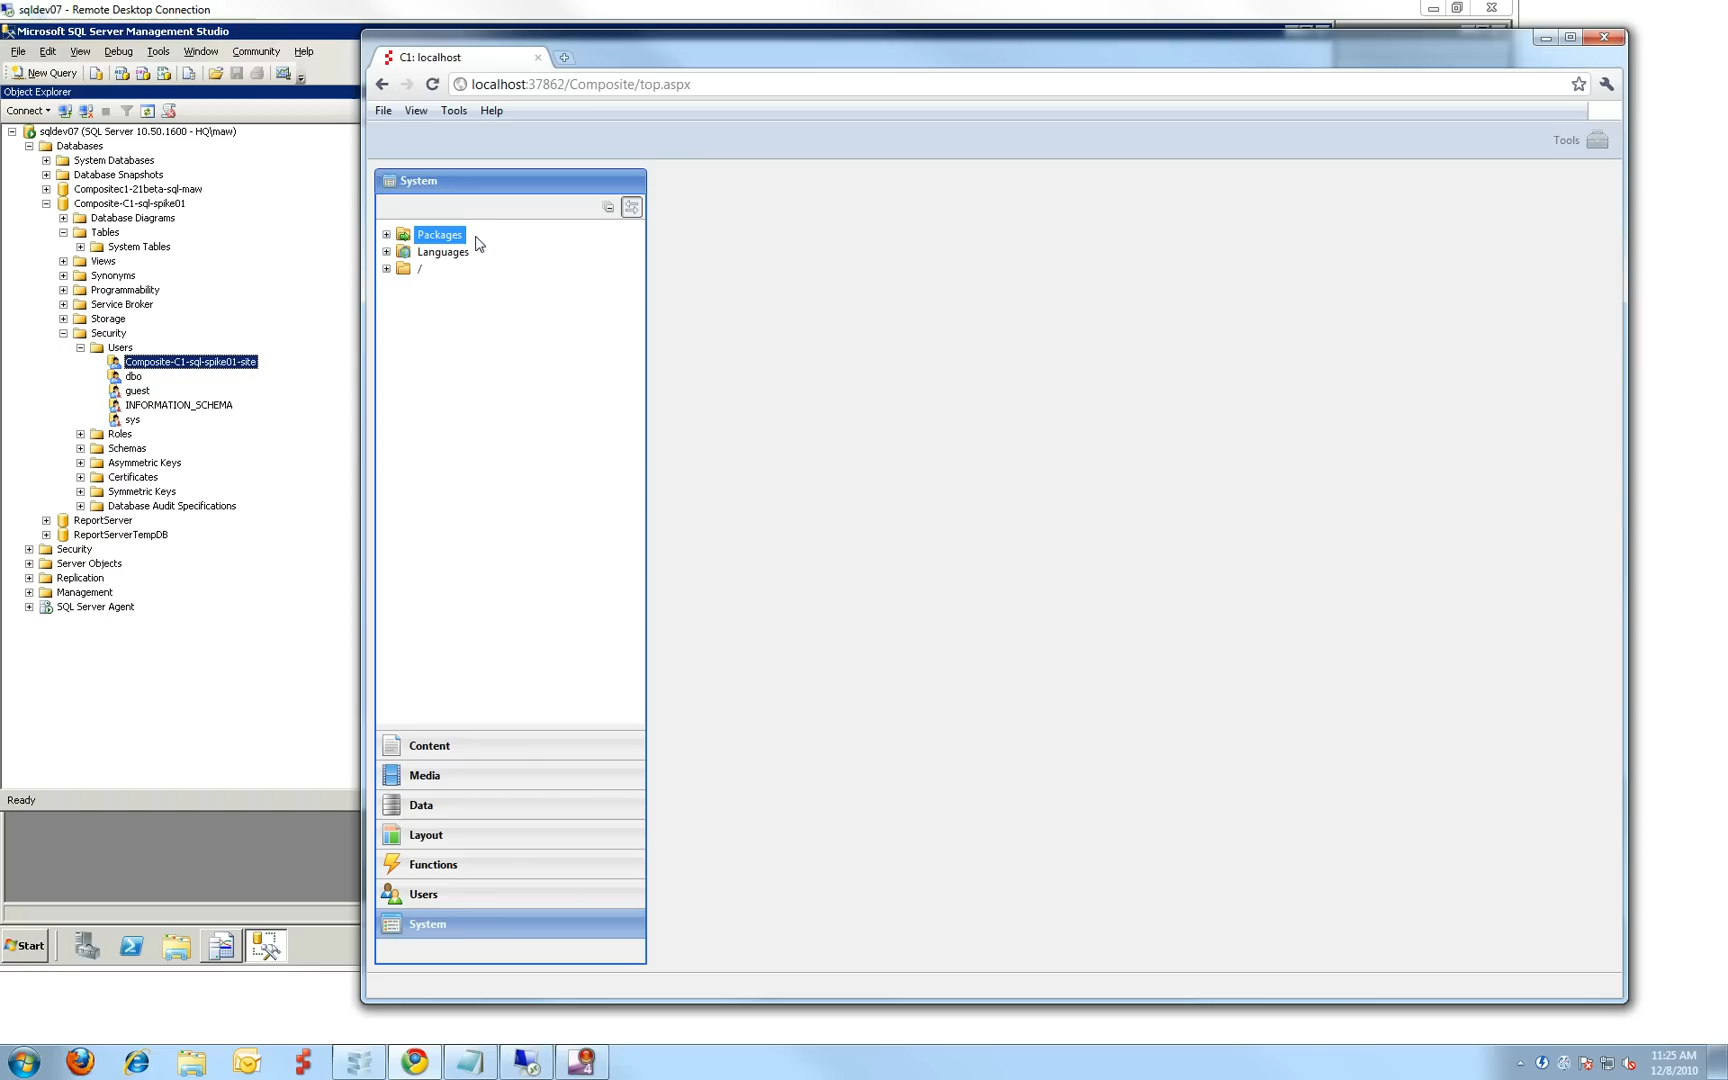 sqldev07 - Remote Desktop Connection
Microsoft SQL Server Management Studio
File Edit View Debug Tools Window Community Help
New Query
Object Explorer
Connect
sqldev07 (SQL Server 10.50.1600 - HQ\maw)
Databases
System Databases
Database Snapshots
Compositec1-21beta-sql-maw
Composite-C1-sql-spike01
Database Diagrams
Tables
System Tables
Views
Synonyms
Programmability
Service Broker
Storage
Security
Users
Composite-C1-sql-spike01-site
dbo
guest
INFORMATION_SCHEMA
sys
Roles
Schemas
Asymmetric Keys
Certificates
Symmetric Keys
Database Audit Specifications
ReportServer
ReportServerTempDB
Security
Server Objects
Replication
Management
SQL Server Agent
Ready
Start
C1: localhost
localhost:37862/Composite/top.aspx
File View Tools Help
Tools
System
Packages
Languages
/
Content
Media
Data
Layout
Functions
Users
System
11:25 AM
12/8/2010